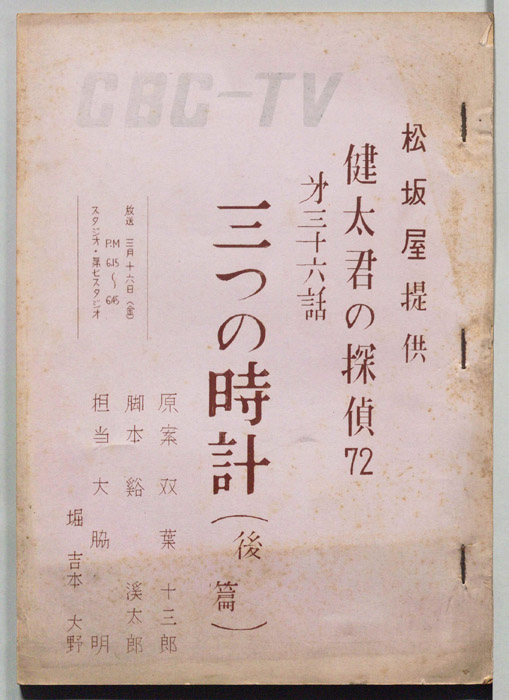 CBC-TV
松坂屋提供
健太君の探偵72
才三十六話
三つの時計(後篇)
放送 三月十六日(金)
P.M 6.15〜6.45
スタジオ・第七スタジオ
原案 双葉十三郎
脚本 谿 渓太郎
担当 大脇 明
堀 吉本 大野